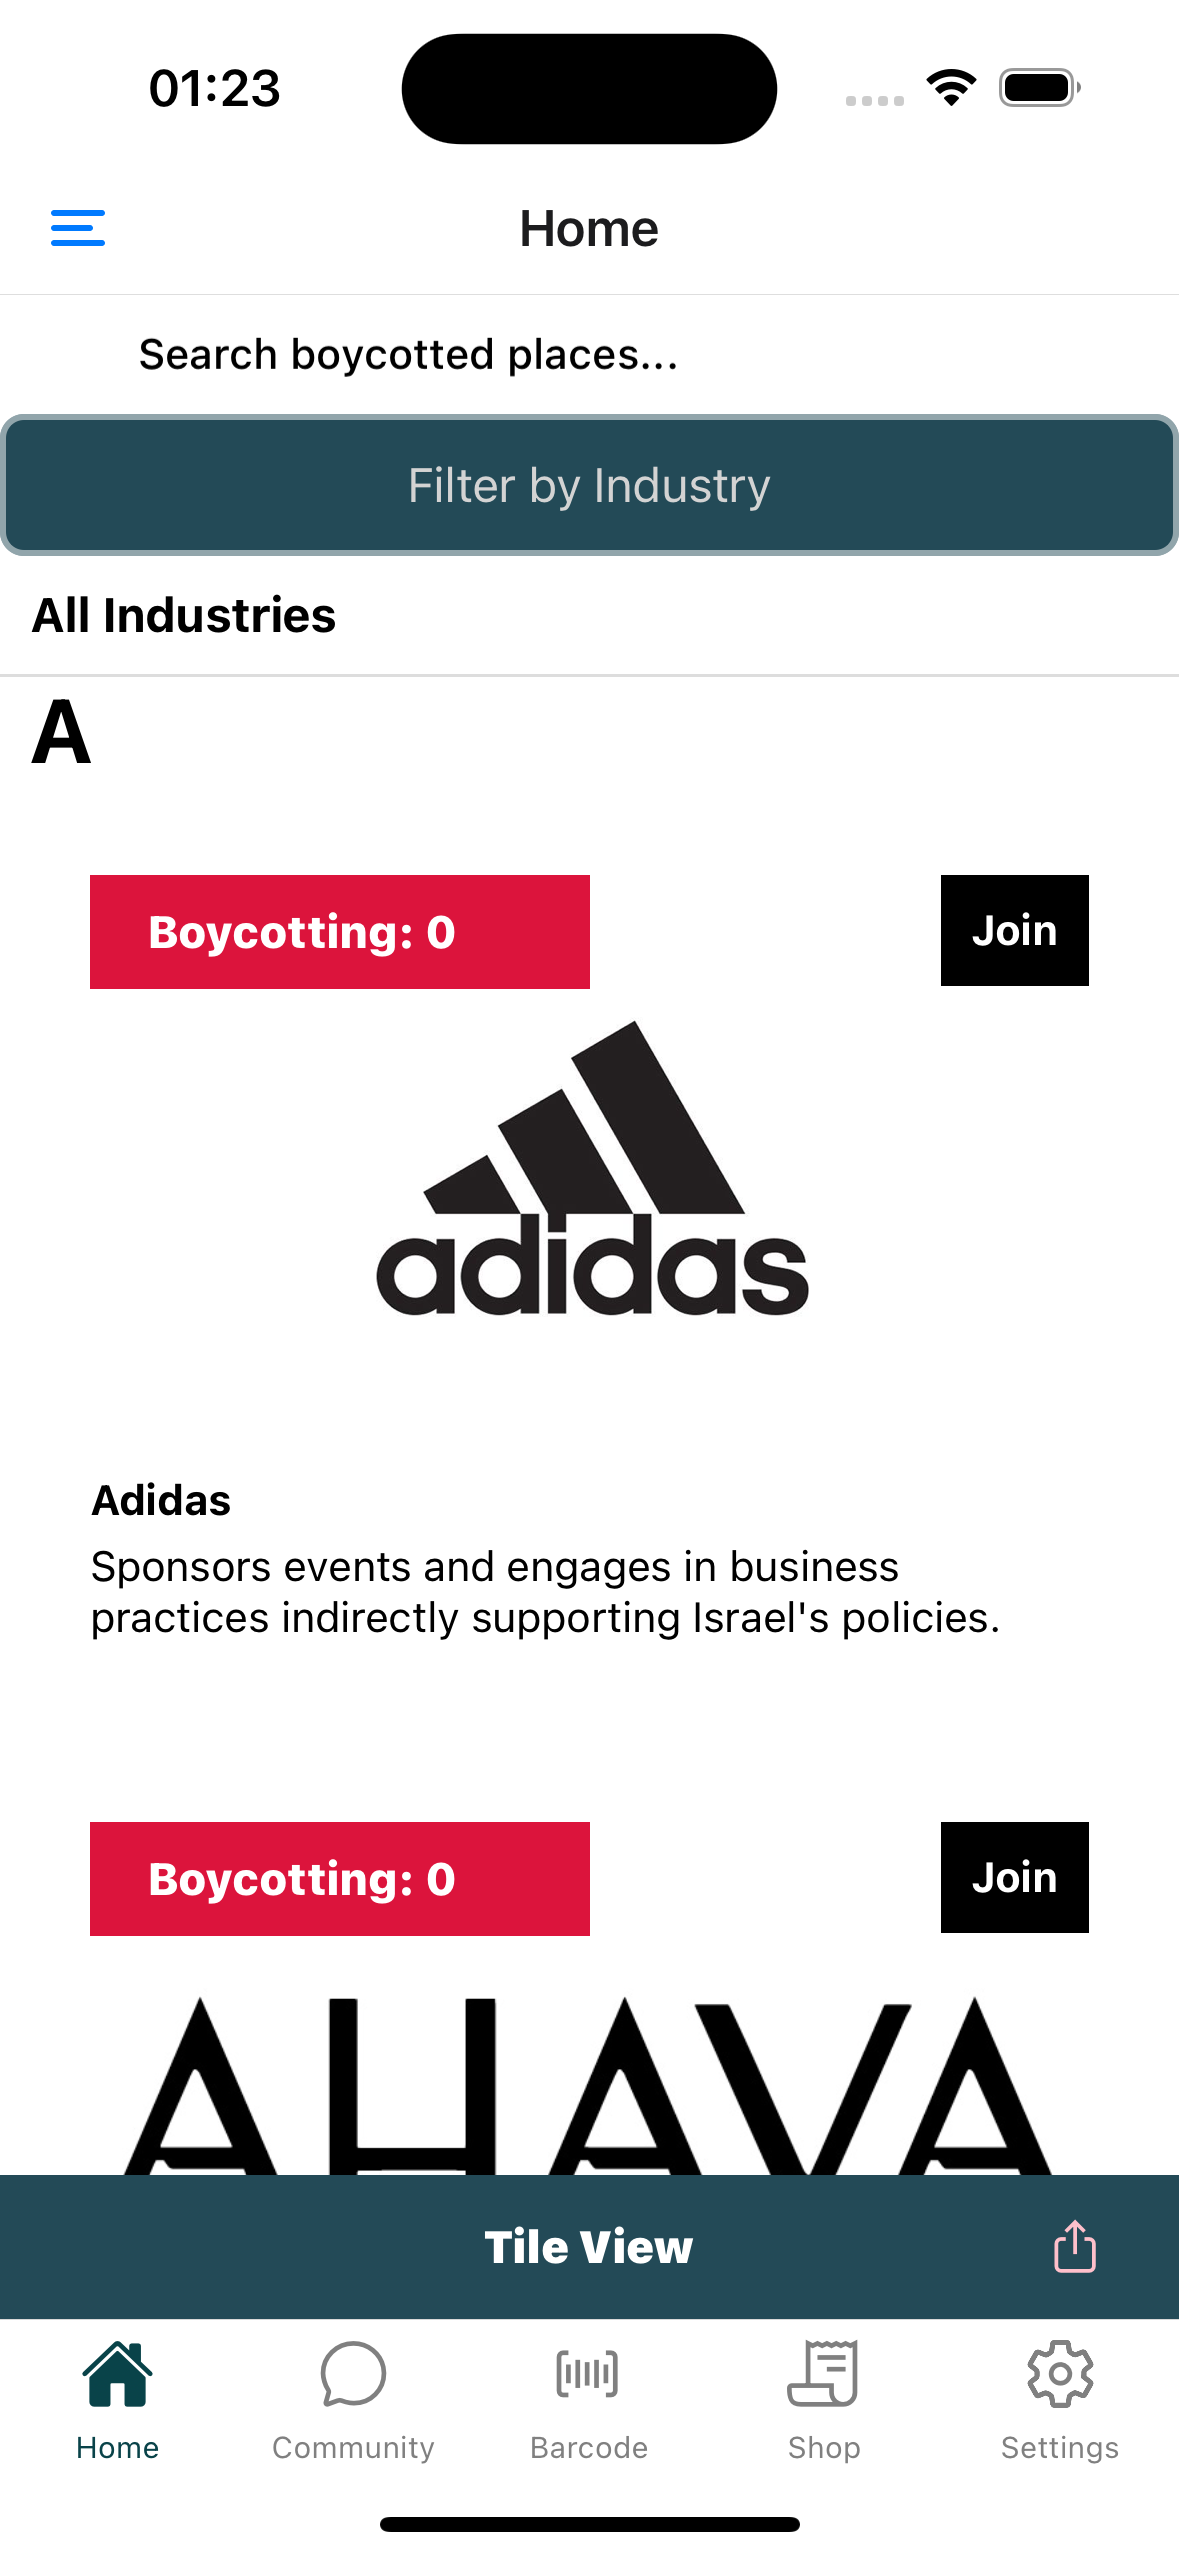 01:23
Home
Search boycotted places...
Filter by Industry
All Industries
A
Boycotting: 0
Join
adidas
Adidas
Sponsors events and engages in business
practices indirectly supporting Israel's policies.
Boycotting: 0
Join
AHAVA
Tile View
Home
Community
Barcode
Shop
Settings